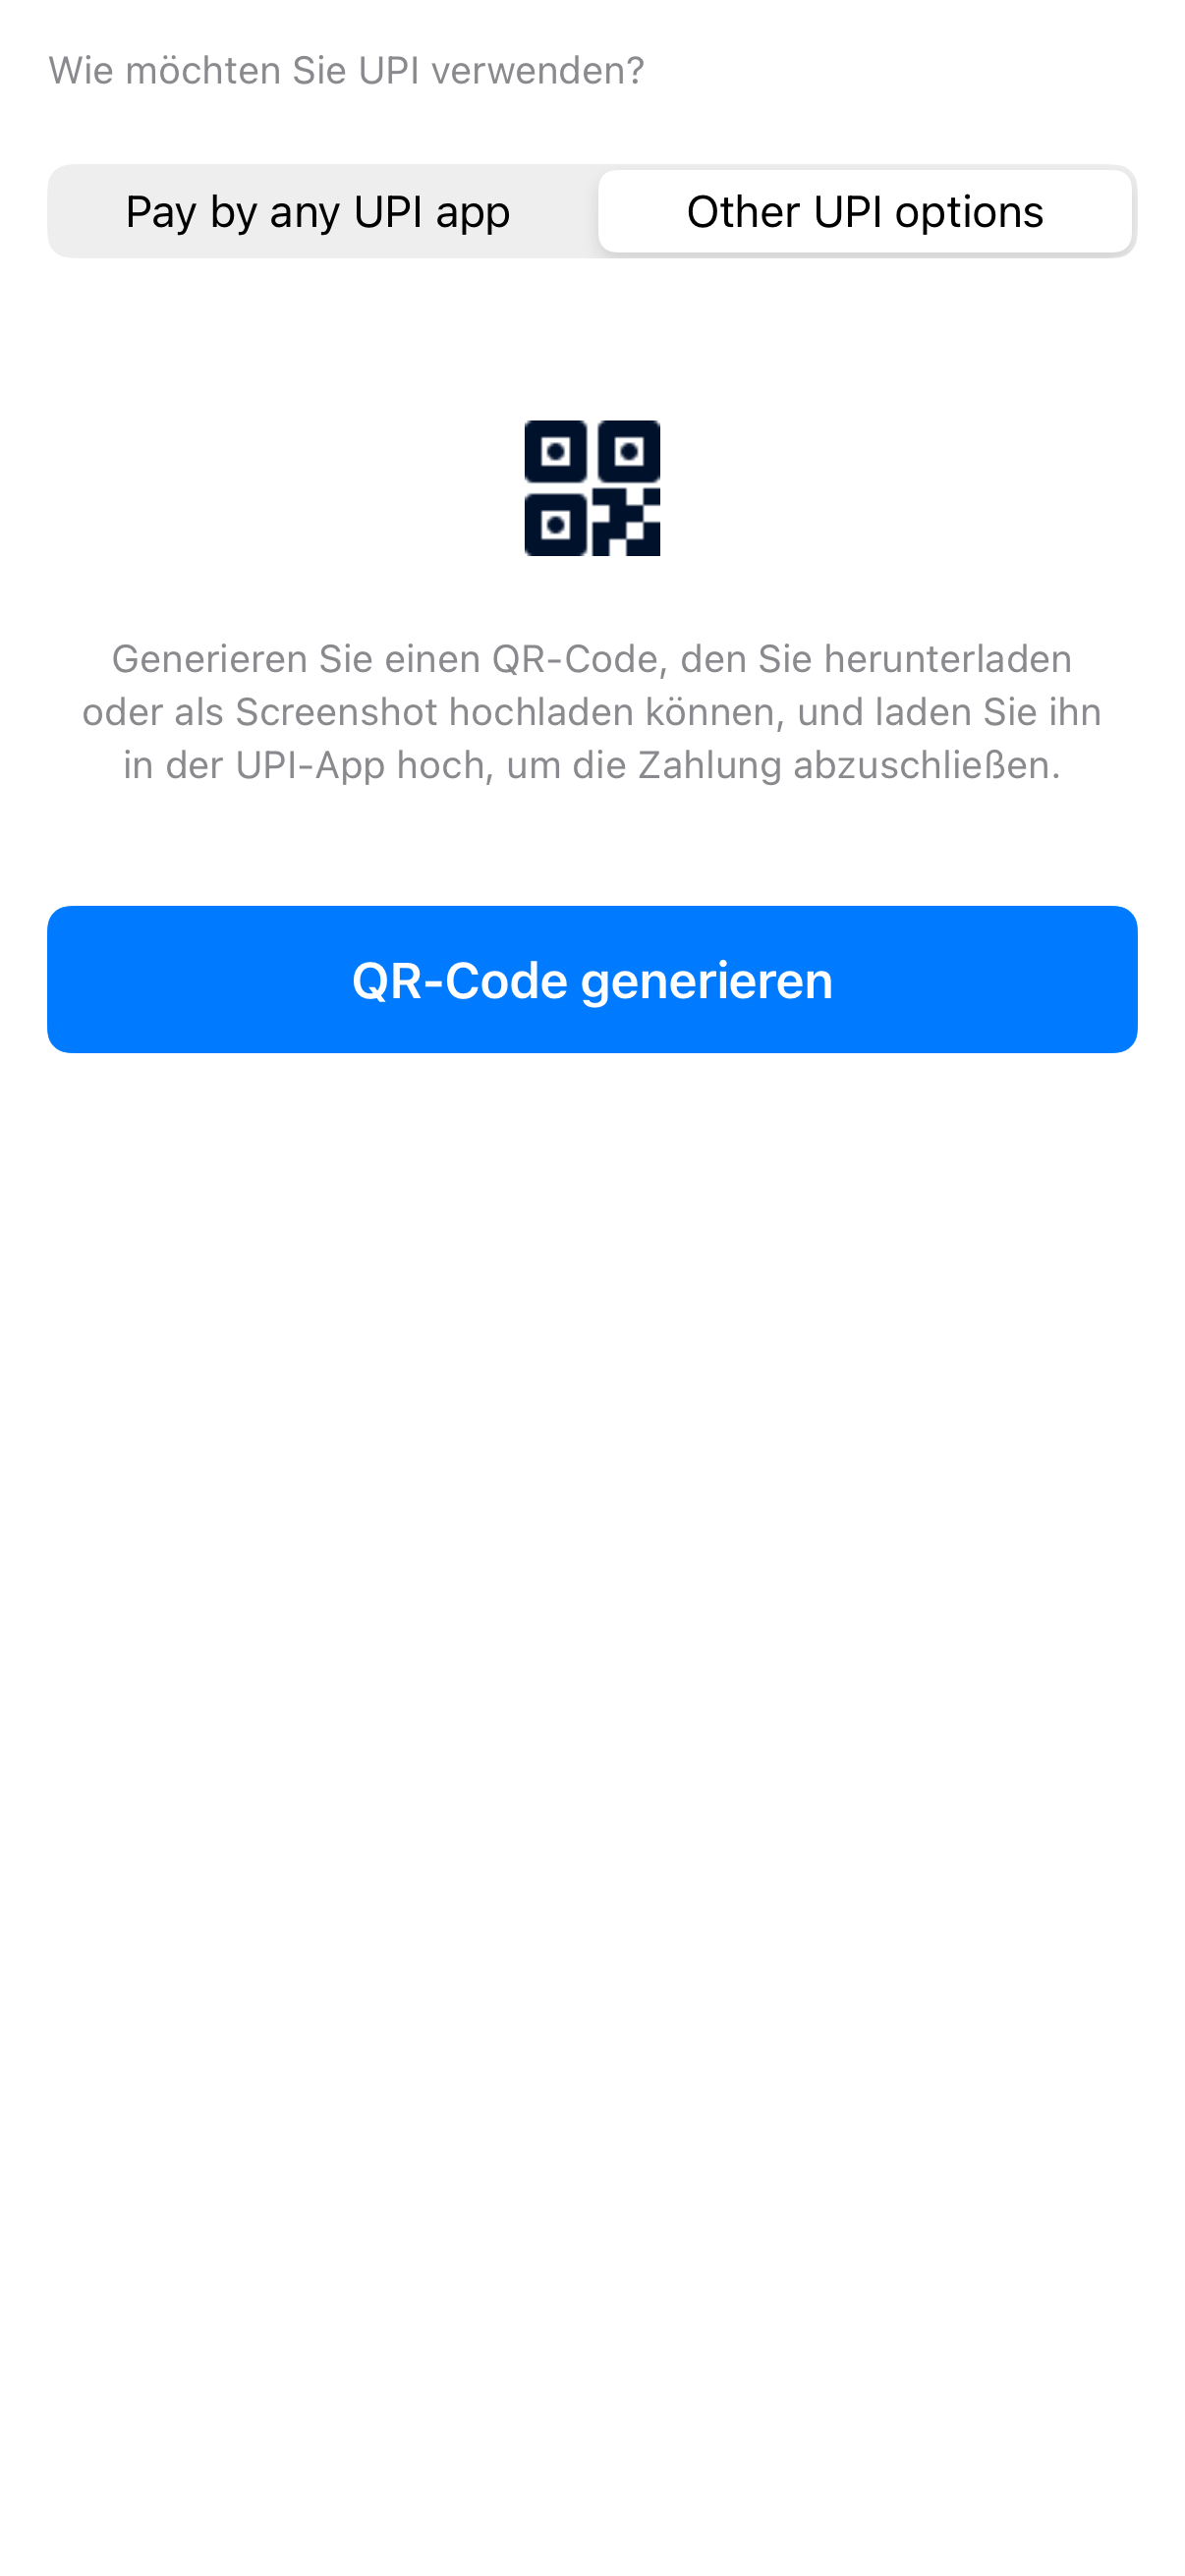 Wie möchten Sie UPI verwenden?
Pay by any UPI app
Other UPI options
Generieren Sie einen QR-Code, den Sie herunterladen
oder als Screenshot hochladen können, und laden Sie ihn
in der UPI-App hoch, um die Zahlung abzuschließen.
QR-Code generieren